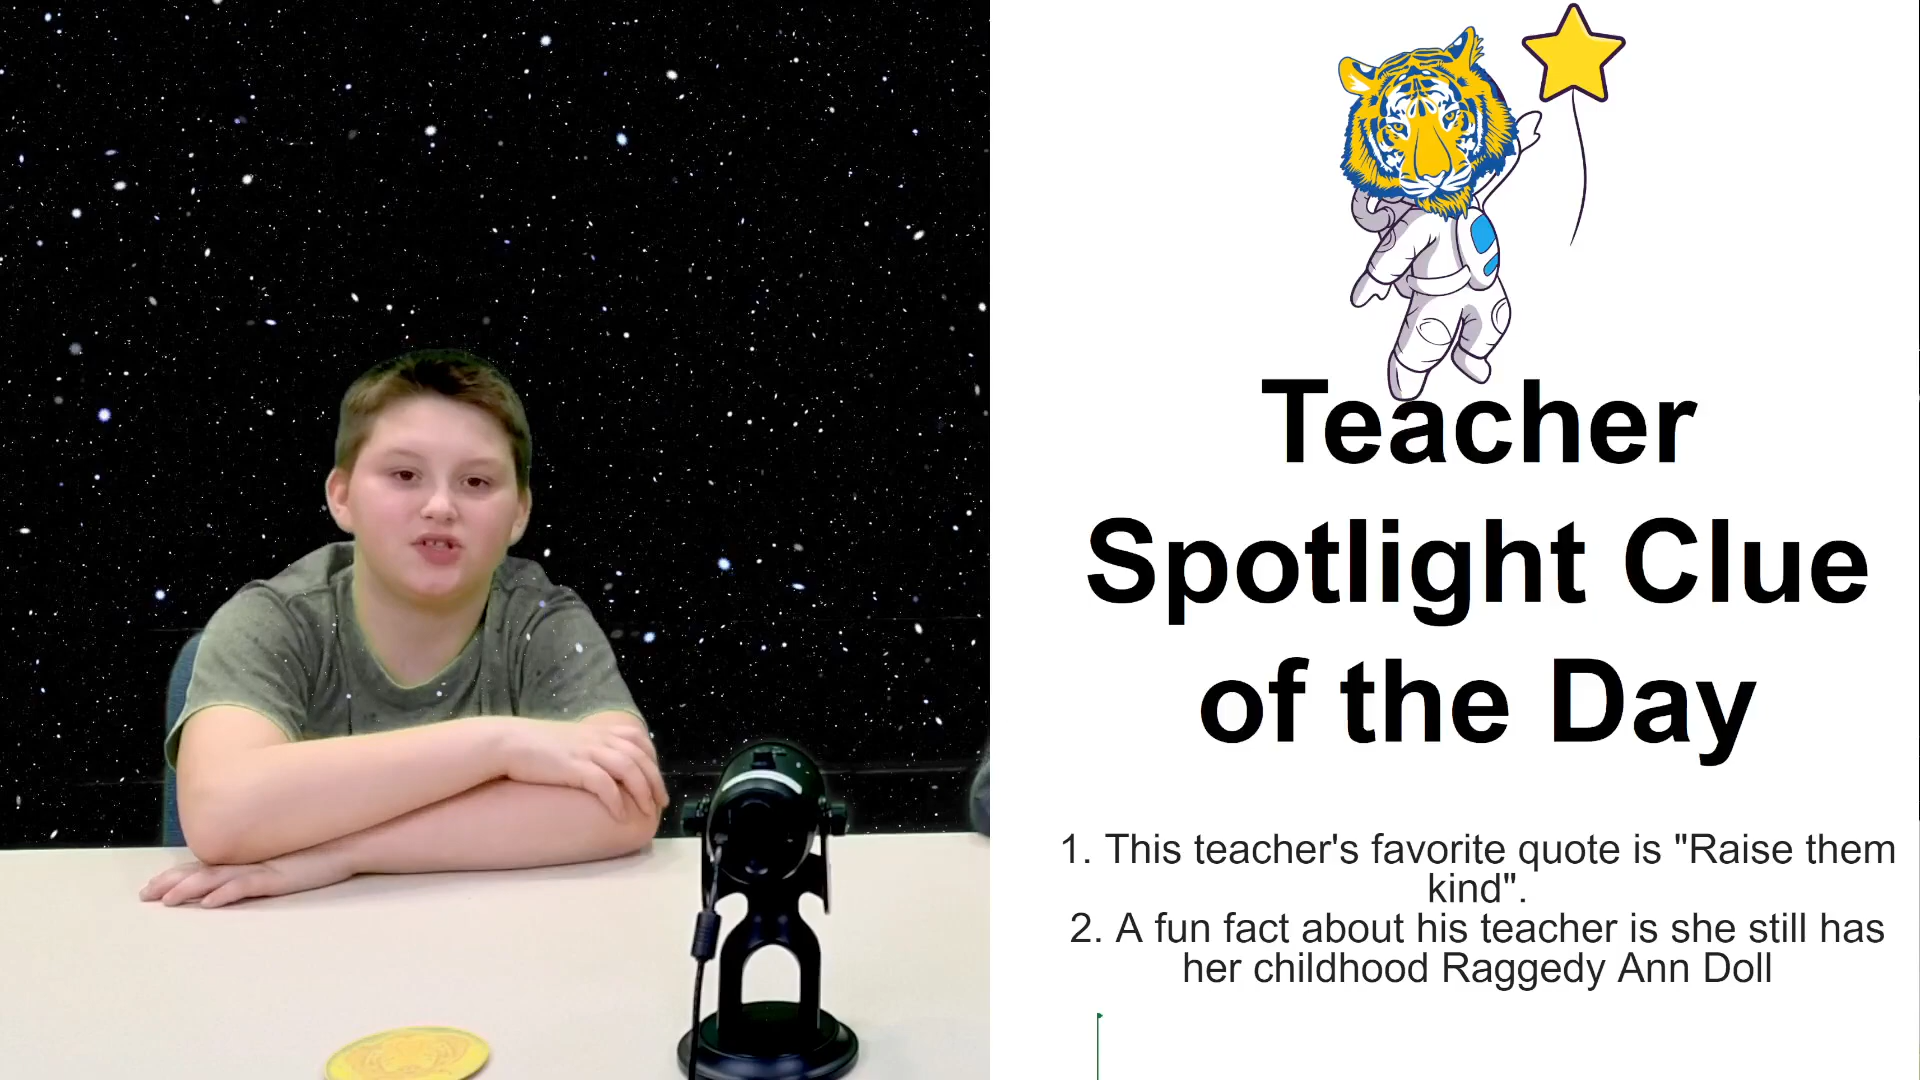 Teacher
Spotlight Clue
of the Day
1. This teacher's favorite quote is "Raise them
kind".
2. A fun fact about his teacher is she still has
her childhood Raggedy Ann Doll